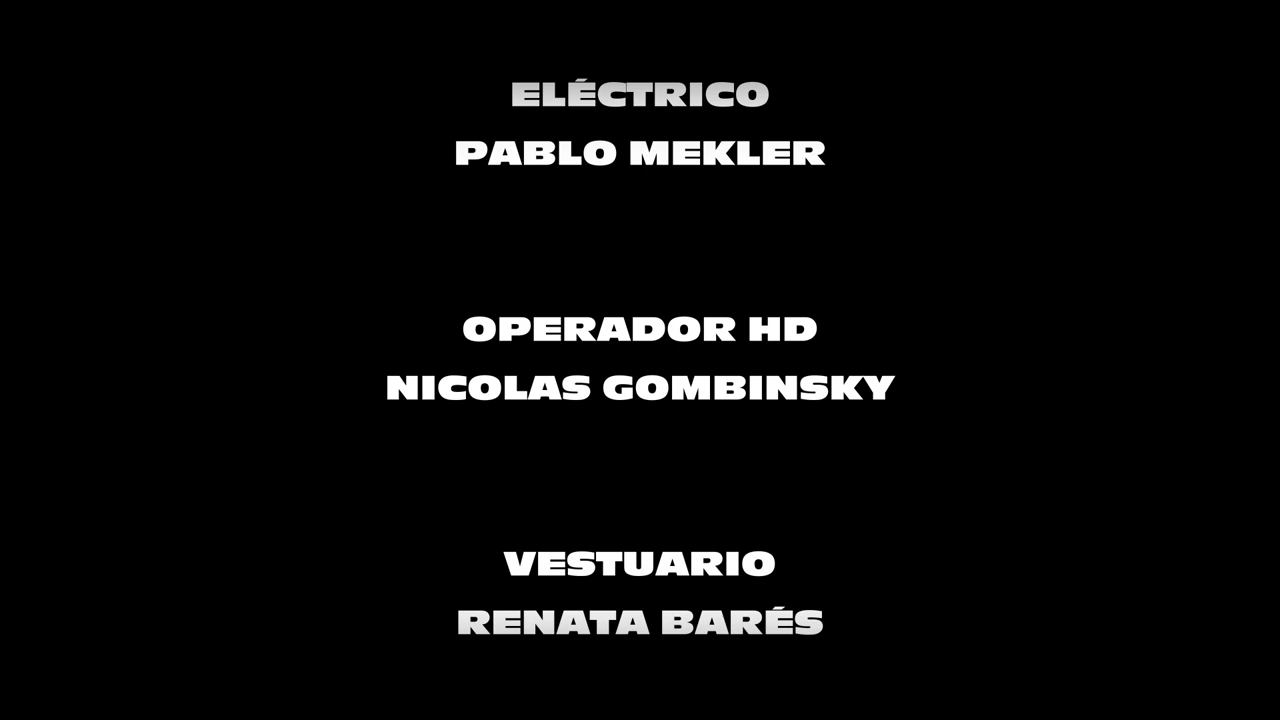 ELÉCTRICO
PABLO MEKLER
OPERADOR HD
NICOLAS GOMBINSKY
VESTUARIO
RENATA BARÉS